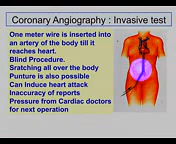 Coronary Angiography : Invasive test
One meter wire is inserted into
an artery of the body till it
reaches heart.
Blind Procedure.
Sratching all over the body
Punture is also possible
Can Induce heart attack
Inaccuracy of reports
Pressure from Cardiac doctors
for next operation